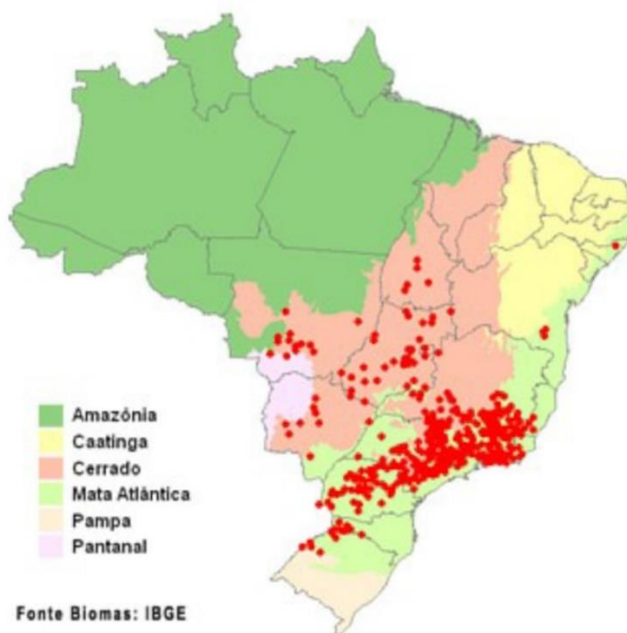 Amazônia
Caatinga
Cerrado
Mata Atlântica
Pampa
Pantanal
Fonte Biomas: IBGE